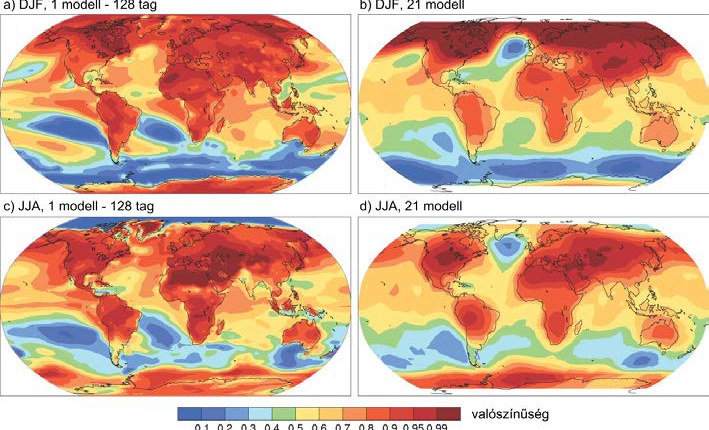 a) DJF, 1 modell - 128 tag
b) DJF, 21 modell
c) JJA, 1 modell - 128 tag
d) JJA, 21 modell
valószínűség
0.1 0.2 0.3 0.4 0.5 0.6 0.7 0.8 0.9 0.95 0.99